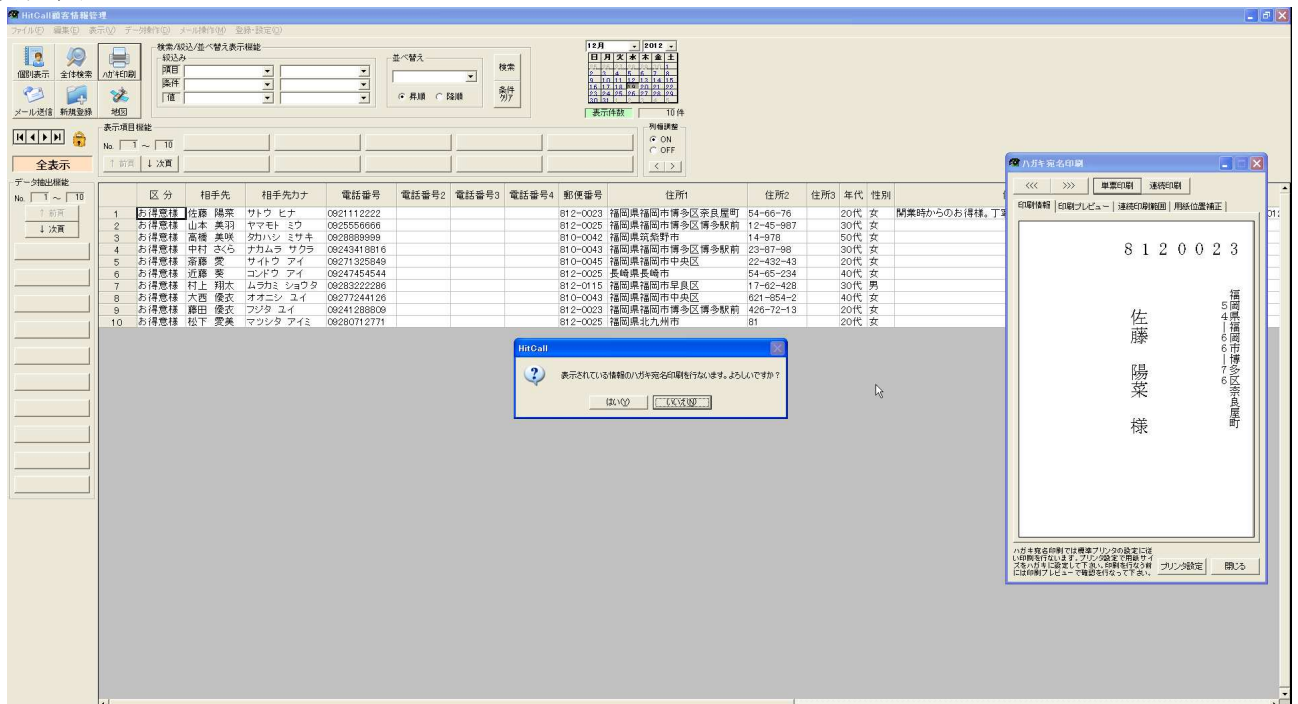 HitCall顧客情報管理
ファイル(F) 編集(E) 表示(V) データ操作(D) メール操作(M) 登録・設定(O)
個別表示 全体検索 ハガキ印刷
メール送信 新規登録 地図
検索/絞込/並べ替え表示機能
絞込み
項目
条件
値
並べ替え
昇順 降順
検索
条件クリア
12月 2012
日 月 火 水 木 金 土
表示件数 10 件
表示項目機能
No. 1 ～ 10
↑ 前頁 ↓ 次頁
列幅調整
ON
OFF
< >
全表示
データ抽出機能
No. 1 ～ 10
↑ 前頁
↓ 次頁
区 分 相手先 相手先カナ 電話番号 電話番号2 電話番号3 電話番号4 郵便番号 住所1 住所2 住所3 年代 性別
1 お得意様 佐藤 陽菜 サトウ ヒナ 0921112222 812-0023 福岡県福岡市博多区奈良屋町 54-66-76 20代 女 開業時からのお得様。丁寧
2 お得意様 山本 美羽 ヤマモト ミウ 0925556666 812-0025 福岡県福岡市博多区博多駅前 12-45-987 30代 女
3 お得意様 高橋 美咲 タカハシ ミサキ 0928889999 810-0042 福岡県筑紫野市 14-978 50代 女
4 お得意様 中村 さくら ナカムラ サクラ 09243418816 810-0043 福岡県福岡市博多区博多駅前 23-87-98 30代 女
5 お得意様 斎藤 愛 サイトウ アイ 09271325849 810-0045 福岡県福岡市中央区 22-432-43 20代 女
6 お得意様 近藤 葵 コンドウ アイ 09247454544 812-0025 長崎県長崎市 54-65-234 40代 女
7 お得意様 村上 翔太 ムラカミ ショウタ 09283222286 812-0115 福岡県福岡市早良区 17-62-428 30代 男
8 お得意様 大西 優衣 オオニシ ユイ 09277244126 810-0043 福岡県福岡市中央区 621-854-2 40代 女
9 お得意様 藤田 優衣 フジタ ユイ 09241288809 812-0023 福岡県福岡市博多区博多駅前 426-72-13 20代 女
10 お得意様 松下 愛美 マツシタ アイミ 09280712771 812-0025 福岡県北九州市 81 20代 女
HitCall
表示されている情報のハガキ宛名印刷を行ないます。よろしいですか？
はい(Y) いいえ(N)
ハガキ宛名印刷
<<< >>> 単票印刷 連続印刷
印刷情報 印刷プレビュー 連続印刷範囲 用紙位置補正
8120023
福岡県福岡市博多区奈良屋町
54-66-76
佐藤 陽菜 様
ハガキ宛名印刷では標準プリンタの設定に従
い印刷を行ないます。プリンタ設定で用紙サイ
ズをハガキに設定して下さい。印刷を行なう前
には印刷プレビューで確認を行なって下さい。
プリンタ設定 閉じる